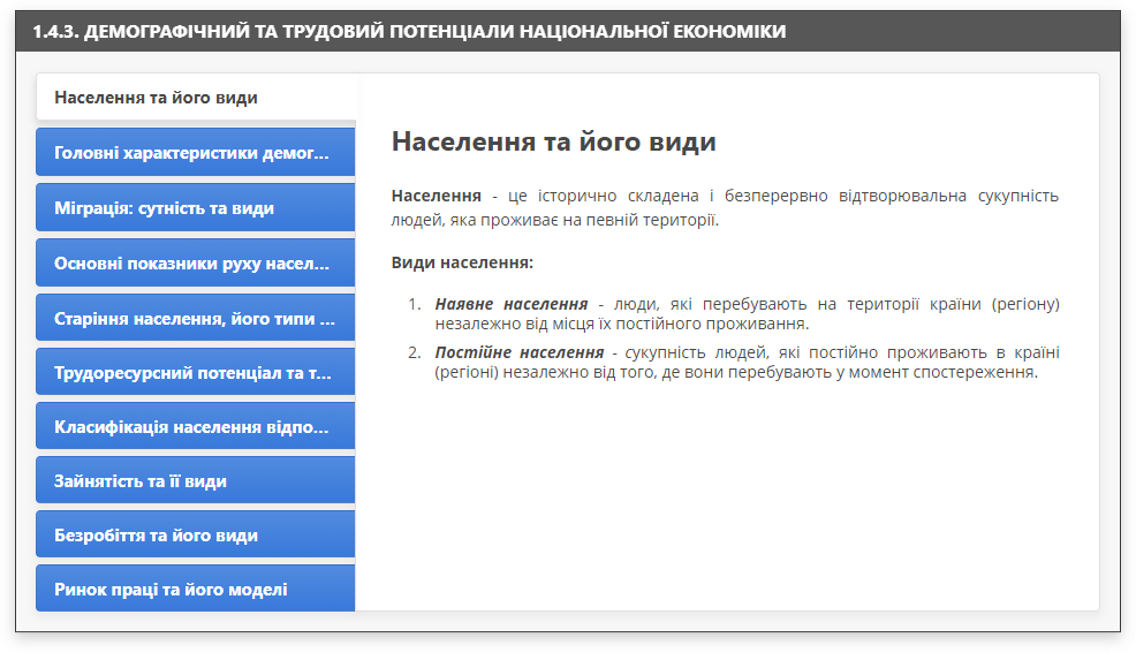 1.4.3. ДЕМОГРАФІЧНИЙ ТА ТРУДОВИЙ ПОТЕНЦІАЛИ НАЦІОНАЛЬНОЇ ЕКОНОМІКИ
Населення та його види
Головні характеристики демог...
Міграція: сутність та види
Основні показники руху насел...
Старіння населення, його типи ...
Трудоресурсний потенціал та т...
Класифікація населення відпо...
Зайнятість та її види
Безробіття та його види
Ринок праці та його моделі
Населення та його види
Населення - це історично складена і безперервно відтворювальна сукупність
людей, яка проживає на певній території.
Види населення:
1. Наявне населення - люди, які перебувають на території країни (регіону)
незалежно від місця їх постійного проживання.
2. Постійне населення - сукупність людей, які постійно проживають в країні
(регіоні) незалежно від того, де вони перебувають у момент спостереження.